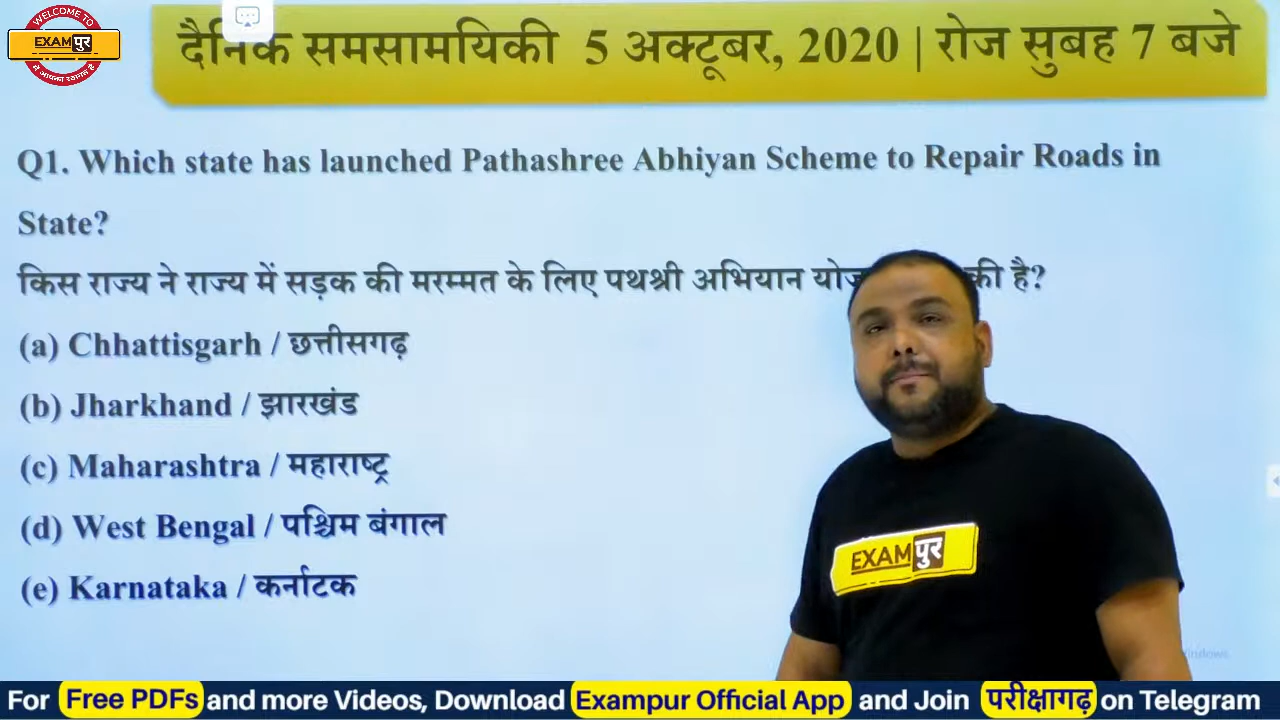 WELCOME TO
EXAMपुर
दैनिक समसामयिकी 5 अक्टूबर, 2020 | रोज सुबह 7 बजे
Q1. Which state has launched Pathashree Abhiyan Scheme to Repair Roads in
State?
किस राज्य ने राज्य में सड़क की मरम्मत के लिए पथश्री अभियान की है?
(a) Chhattisgarh / छत्तीसगढ़
(b) Jharkhand / झारखंड
(c) Maharashtra / महाराष्ट्र
(d) West Bengal / पश्चिम बंगाल
(e) Karnataka / कर्नाटक
EXAMपुर
For Free PDFs and more Videos, Download Exampur Official App and Join परीक्षागढ़ on Telegram